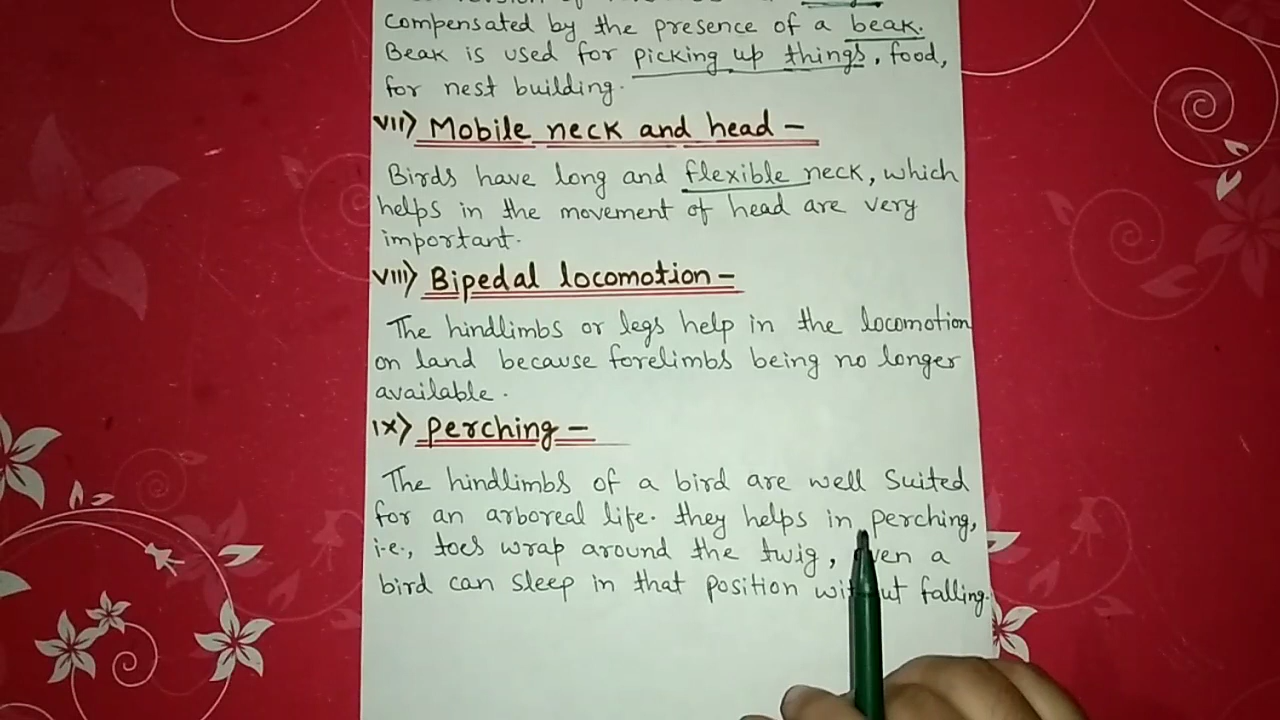 compensated by the presence of a beak.
Beak is used for picking up things, food,
for nest building.
VII) Mobile neck and head -
Birds have long and flexible neck, which
helps in the movement of head are very
important.
VIII) Bipedal locomotion -
The hindlimbs or legs help in the locomotion
on land because forelimbs being no longer
available.
IX) Perching -
The hindlimbs of a bird are well suited
for an arboreal life. They helps in perching,
i.e., toes wrap around the twig, even a
bird can sleep in that position without falling.